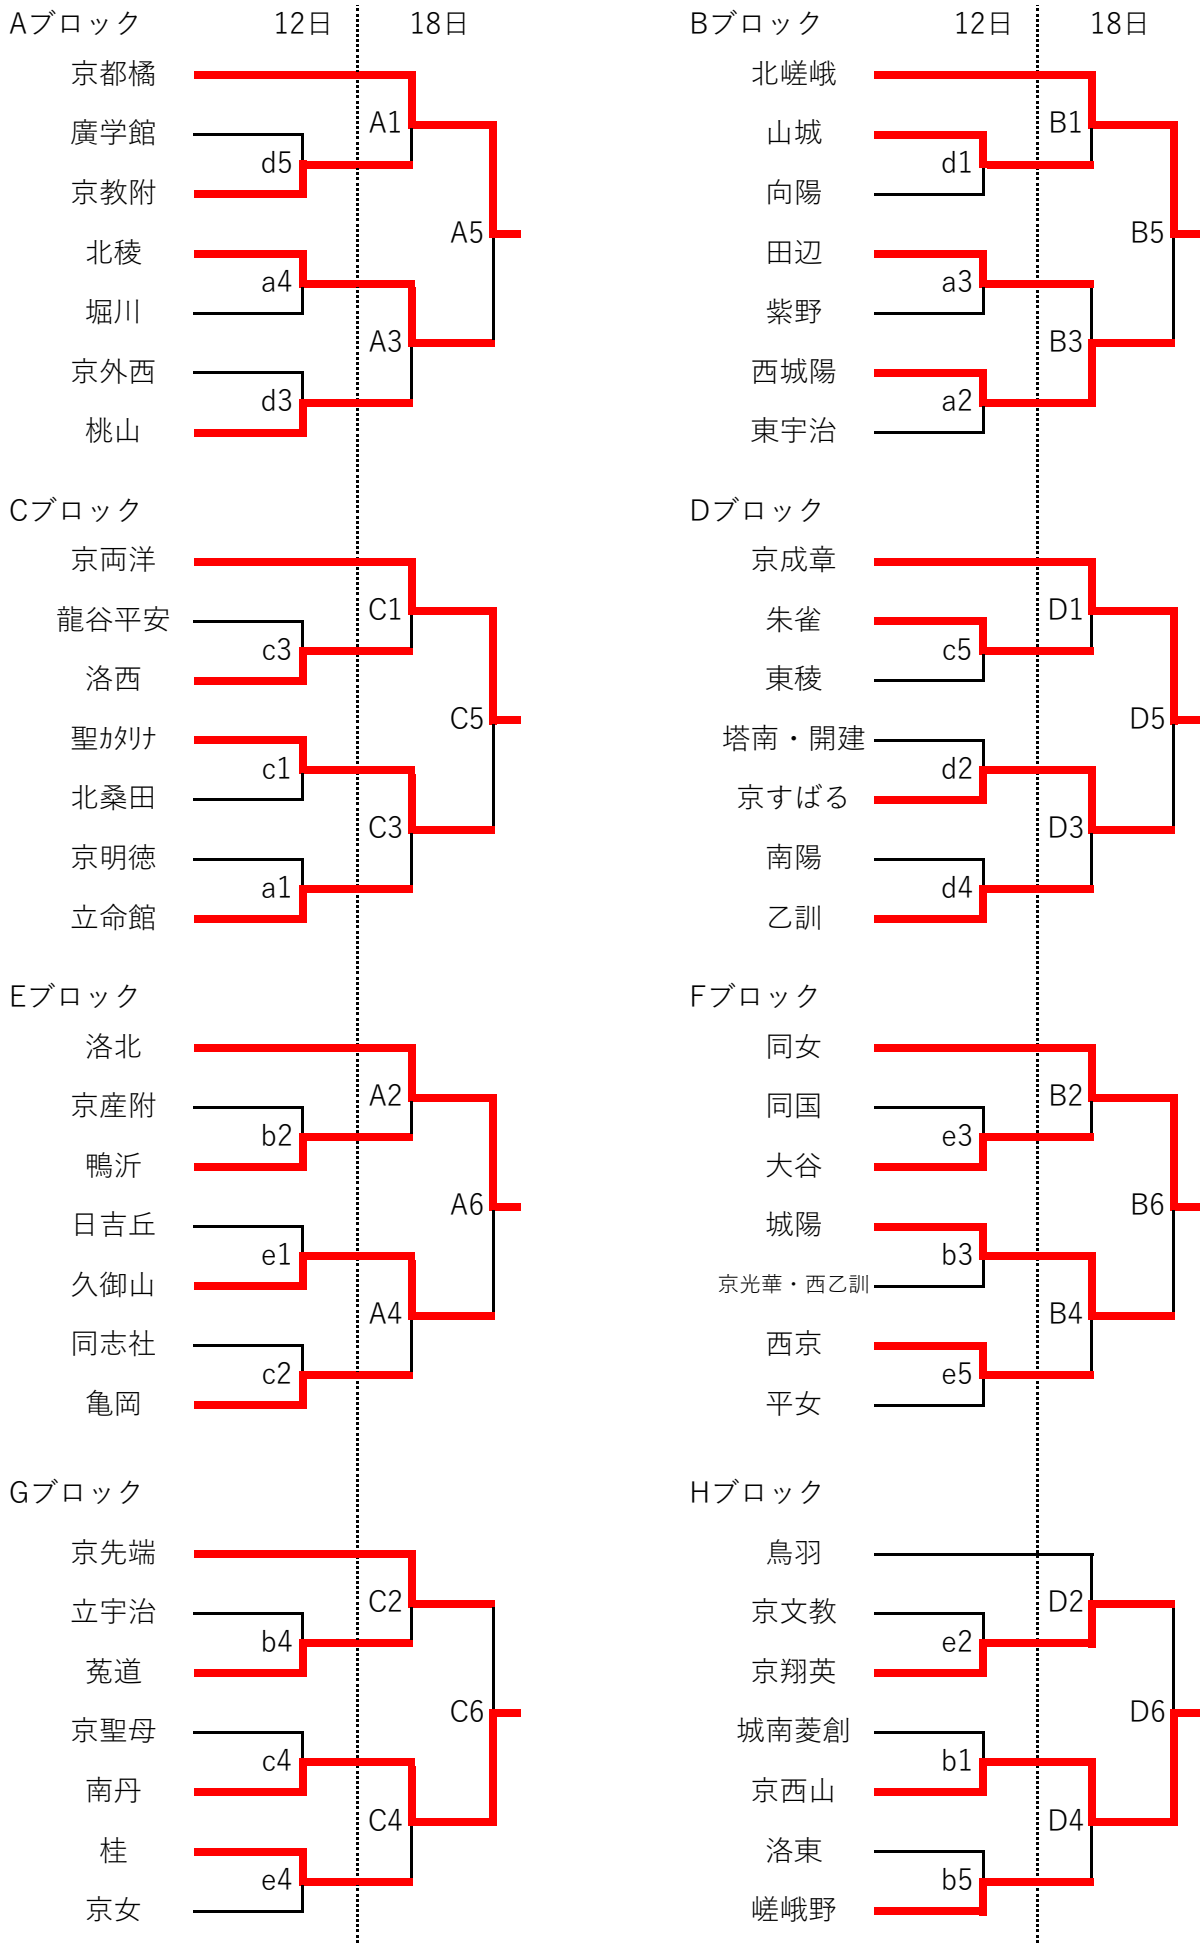 Aブロック 12日 18日
京都橘
A1
廣学館
d5
京教附
A5
北稜
a4
堀川
A3
京外西
d3
桃山
Bブロック 12日 18日
北嵯峨
B1
山城
d1
向陽
B5
田辺
a3
紫野
B3
西城陽
a2
東宇治
Cブロック
京両洋
C1
龍谷平安
c3
洛西
C5
聖ｶﾀﾘﾅ
c1
北桑田
C3
京明徳
a1
立命館
Dブロック
京成章
D1
朱雀
c5
東稜
D5
塔南・開建
d2
京すばる
D3
南陽
d4
乙訓
Eブロック
洛北
A2
京産附
b2
鴨沂
A6
日吉丘
e1
久御山
A4
同志社
c2
亀岡
Fブロック
同女
B2
同国
e3
大谷
B6
城陽
b3
京光華・西乙訓
B4
西京
e5
平女
Gブロック
京先端
C2
立宇治
b4
莵道
C6
京聖母
c4
南丹
C4
桂
e4
京女
Hブロック
鳥羽
D2
京文教
e2
京翔英
D6
城南菱創
b1
京西山
D4
洛東
b5
嵯峨野